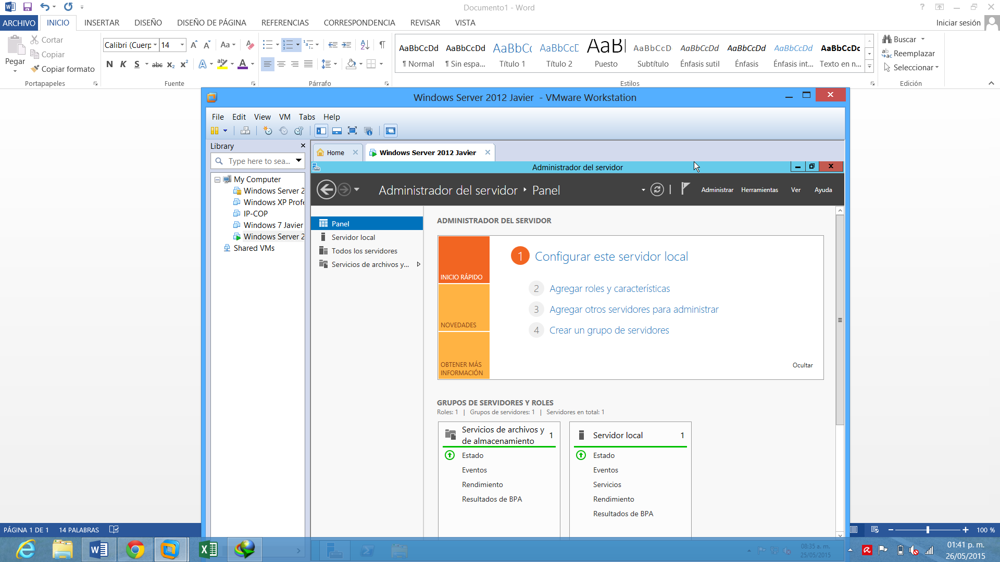 Documento1 - Word
ARCHIVO INICIO INSERTAR DISEÑO DISEÑO DE PÁGINA REFERENCIAS CORRESPONDENCIA REVISAR VISTA Iniciar sesión
Pegar
Cortar
Copiar
Copiar formato
Portapapeles
Calibri (Cuerp 14
N K S abc x₂ x²
Fuente
Párrafo
AaBbCcDd AaBbCcDd AaBbC AaBbCcD AaB AaBbCcD AaBbCcDd AaBbCcDd AaBbCcDd AaBbCcDc
¶ Normal ¶ Sin espa... Título 1 Título 2 Puesto Subtítulo Énfasis sutil Énfasis Énfasis int... Texto en n...
Estilos
Buscar
Reemplazar
Seleccionar
Edición
Windows Server 2012 Javier - VMware Workstation
File Edit View VM Tabs Help
Library
Type here to sea...
My Computer
Windows Server 2
Windows XP Profe
IP-COP
Windows 7 Javier
Windows Server 2
Shared VMs
Home Windows Server 2012 Javier
Administrador del servidor
Administrador del servidor Panel
Administrar Herramientas Ver Ayuda
Panel
Servidor local
Todos los servidores
Servicios de archivos y...
ADMINISTRADOR DEL SERVIDOR
INICIO RÁPIDO
NOVEDADES
OBTENER MÁS
INFORMACIÓN
1 Configurar este servidor local
2 Agregar roles y características
3 Agregar otros servidores para administrar
4 Crear un grupo de servidores
Ocultar
GRUPOS DE SERVIDORES Y ROLES
Roles: 1 | Grupos de servidores: 1 | Servidores en total: 1
Servicios de archivos y
de almacenamiento 1
Estado
Eventos
Rendimiento
Resultados de BPA
Servidor local 1
Estado
Eventos
Servicios
Rendimiento
Resultados de BPA
PÁGINA 1 DE 1 14 PALABRAS 100 %
08:35 a. m.
25/05/2015
01:41 p. m.
26/05/2015